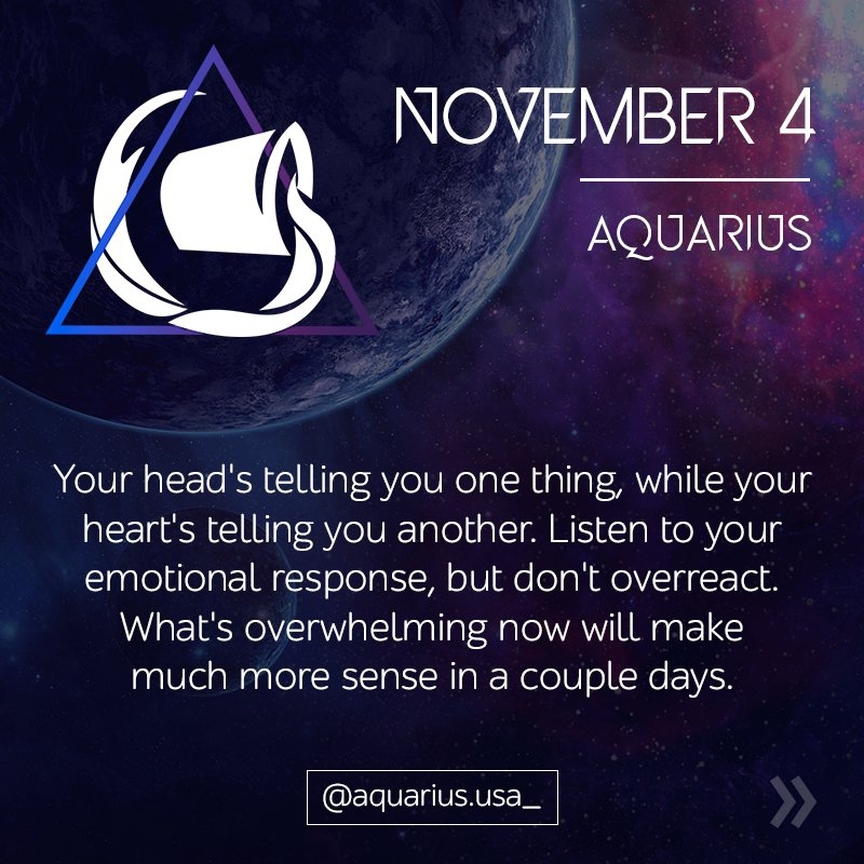 NOVEMBER 4
AQUARIUS
Your head's telling you one thing, while your
heart's telling you another. Listen to your
emotional response, but don't overreact.
What's overwhelming now will make
much more sense in a couple days.
@aquarius.usa_